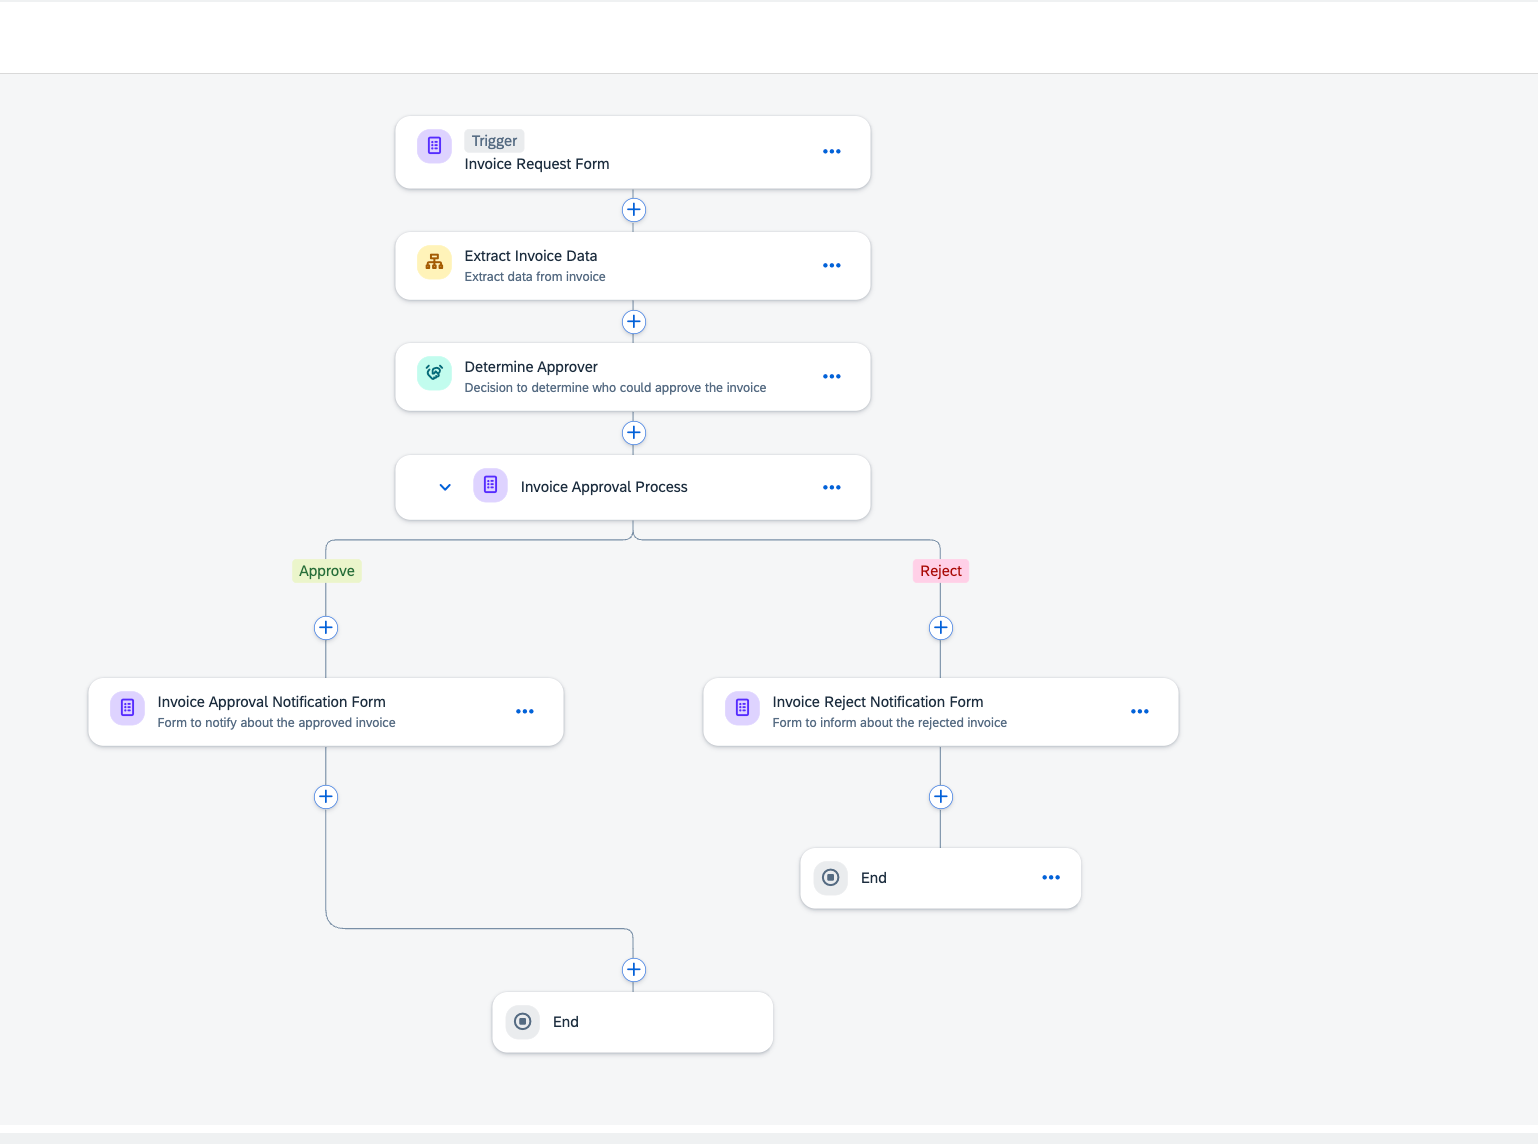 Trigger
Invoice Request Form
Extract Invoice Data
Extract data from invoice
Determine Approver
Decision to determine who could approve the invoice
Invoice Approval Process
Approve
Reject
Invoice Approval Notification Form
Form to notify about the approved invoice
Invoice Reject Notification Form
Form to inform about the rejected invoice
End
End